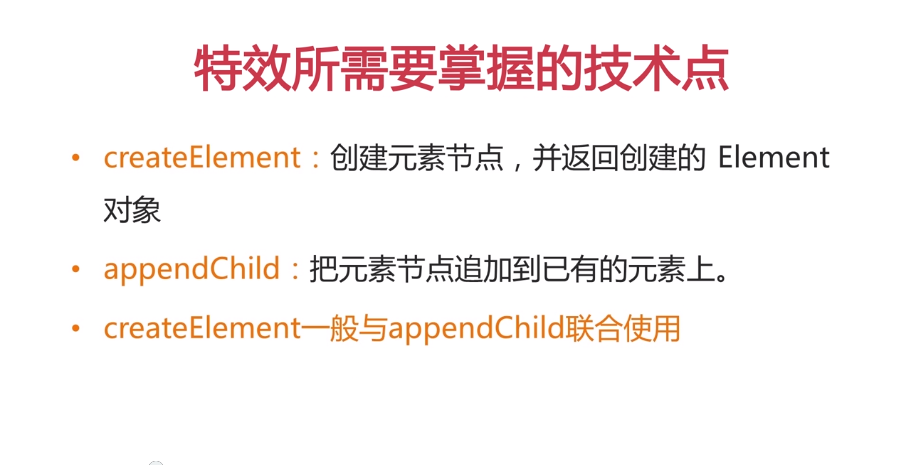 特效所需要掌握的技术点
• createElement：创建元素节点，并返回创建的 Element
对象
• appendChild：把元素节点追加到已有的元素上。
• createElement一般与appendChild联合使用